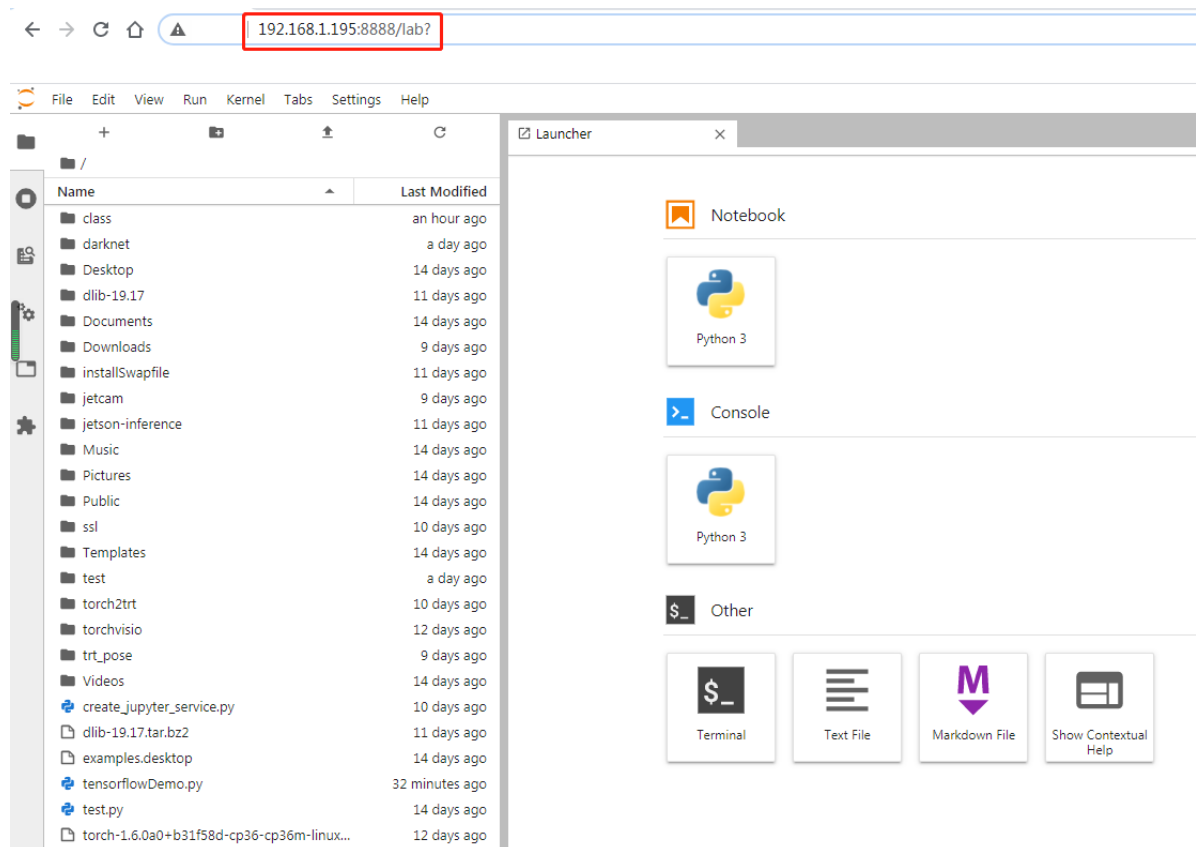 192.168.1.195:8888/lab?
File Edit View Run Kernel Tabs Settings Help
Launcher
/
Name Last Modified
class an hour ago
darknet a day ago
Desktop 14 days ago
dlib-19.17 11 days ago
Documents 14 days ago
Downloads 9 days ago
installSwapfile 11 days ago
jetcam 9 days ago
jetson-inference 11 days ago
Music 14 days ago
Pictures 14 days ago
Public 14 days ago
ssl 10 days ago
Templates 14 days ago
test a day ago
torch2trt 10 days ago
torchvisio 12 days ago
trt_pose 9 days ago
Videos 14 days ago
create_jupyter_service.py 10 days ago
dlib-19.17.tar.bz2 11 days ago
examples.desktop 14 days ago
tensorflowDemo.py 32 minutes ago
test.py 14 days ago
torch-1.6.0a0+b31f58d-cp36-cp36m-linux... 12 days ago
Notebook
Python 3
Console
Python 3
$_ Other
$_
Terminal
Text File
M
Markdown File
Show Contextual
Help